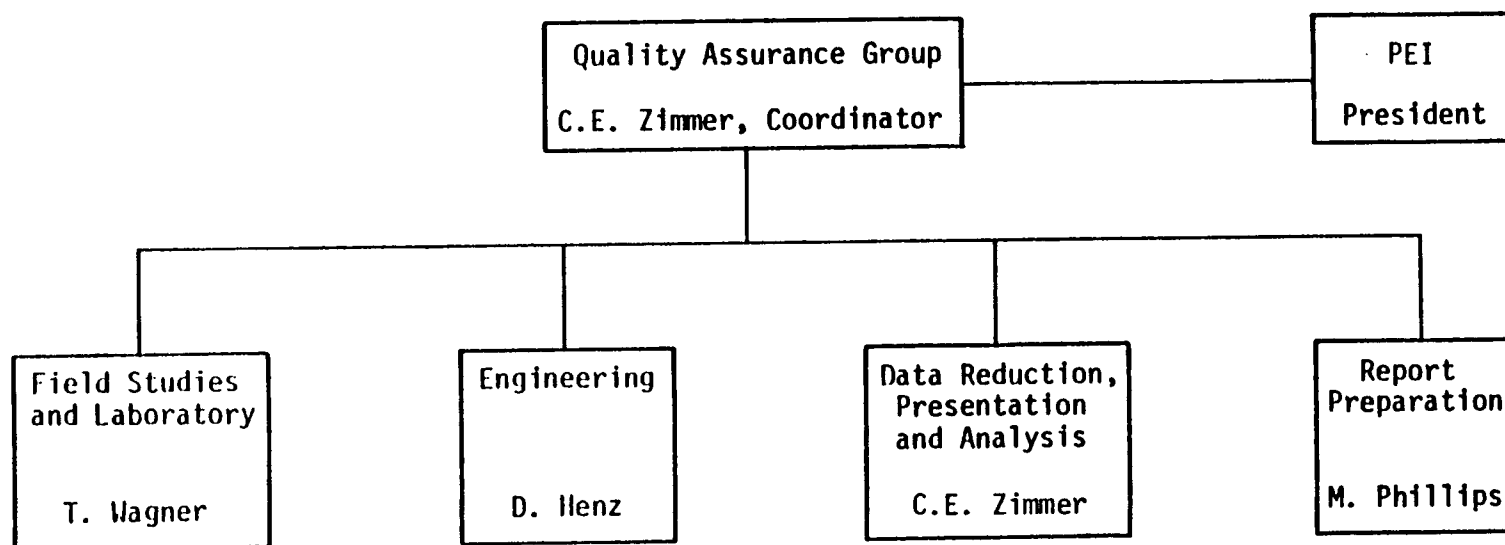 Quality Assurance Group
C.E. Zimmer, Coordinator
PEI
President
Field Studies
and Laboratory
T. Wagner
Engineering
D. Henz
Data Reduction,
Presentation
and Analysis
C.E. Zimmer
Report
Preparation
M. Phillips